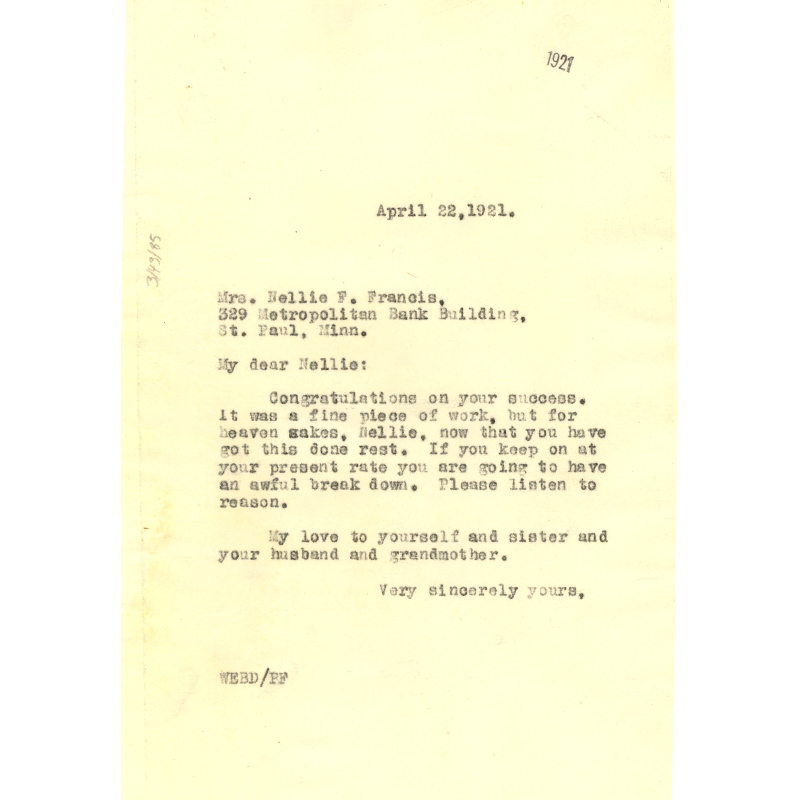 1921
April 22,1921.
3/43/85
Mrs. Nellie F. Francis,
329 Metropolitan Bank Building,
St. Paul, Minn.
My dear Nellie:
Congratulations on your success.
It was a fine piece of work, but for
heaven sakes, Nellie, now that you have
got this done rest. If you keep on at
your present rate you are going to have
an awful break down. Please listen to
reason.
My love to yourself and sister and
your husband and grandmother.
Very sincerely yours,
WEBD/PF